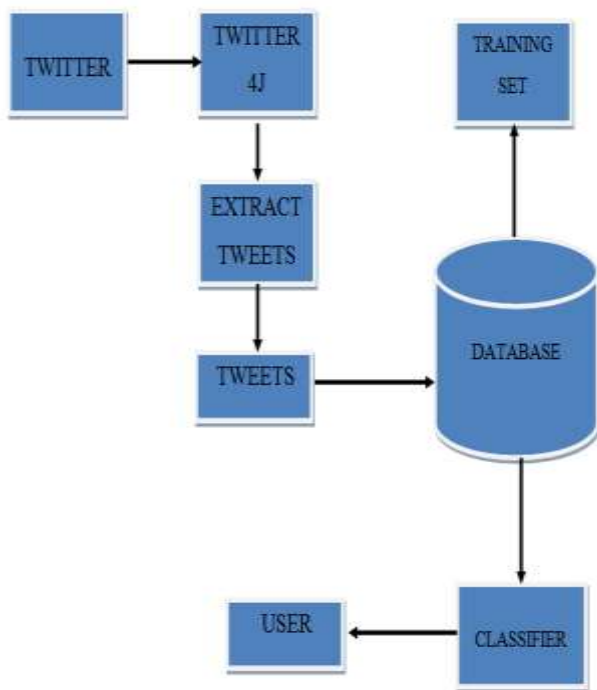 TWITTER
TWITTER
4J
TRAINING
SET
EXTRACT
TWEETS
DATABASE
TWEETS
USER
CLASSIFIER